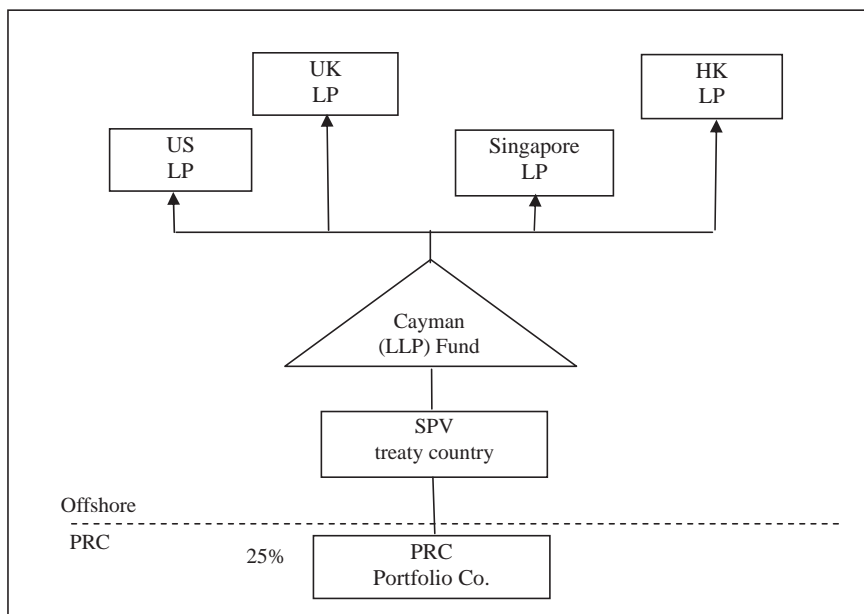 UK
LP
HK
LP
US
LP
Singapore
LP
Cayman
(LLP) Fund
SPV
treaty country
Offshore
PRC
25%
PRC
Portfolio Co.